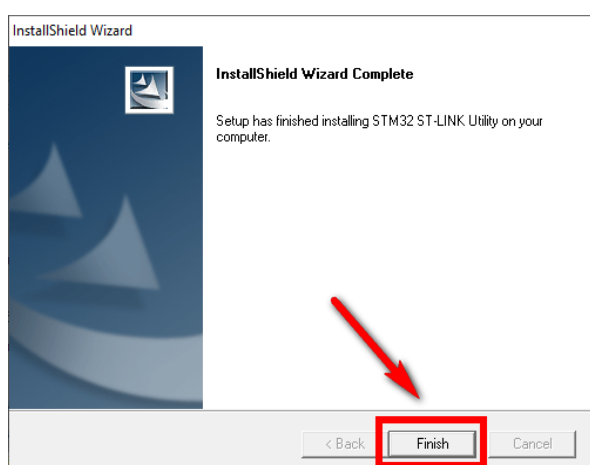 InstallShield Wizard
InstallShield Wizard Complete
Setup has finished installing STM32 ST-LINK Utility on your
computer.
< Back
Finish
Cancel